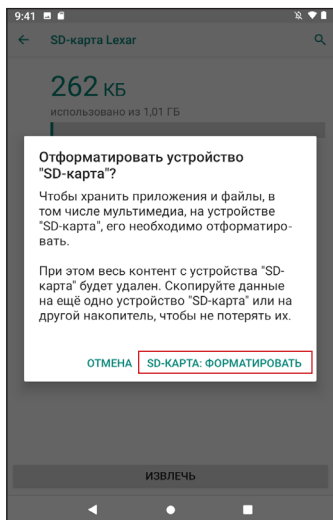 9:41
SD-карта Lexar
262 КБ
использовано из 1,01 ГБ
Отформатировать устройство
"SD-карта"?
Чтобы хранить приложения и файлы, в
том числе мультимедиа, на устройстве
"SD-карта", его необходимо отформатиро-
вать.
При этом весь контент с устройства "SD-
карта" будет удален. Скопируйте данные
на ещё одно устройство "SD-карта" или на
другой накопитель, чтобы не потерять их.
ОТМЕНА SD-КАРТА: ФОРМАТИРОВАТЬ
ИЗВЛЕЧЬ